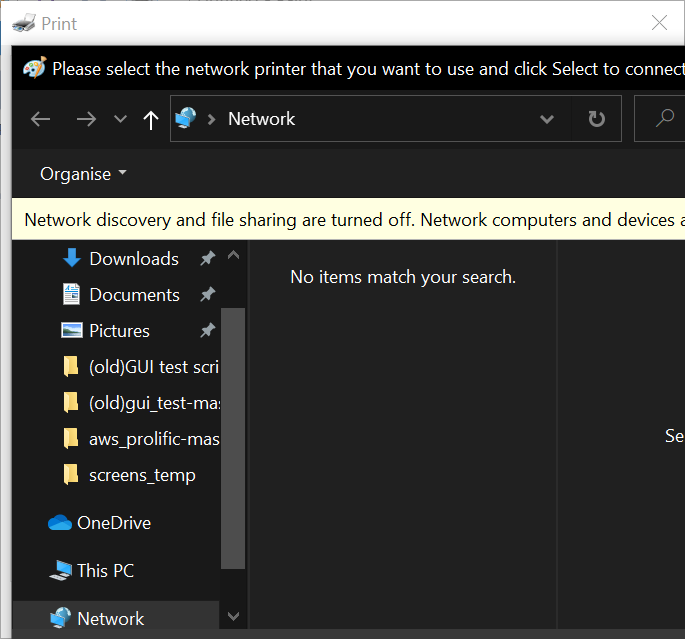 Print
Please select the network printer that you want to use and click Select to connect
Network
Organise
Network discovery and file sharing are turned off. Network computers and devices a
Downloads
Documents
Pictures
(old)GUI test scri
(old)gui_test-mas
aws_prolific-mas
screens_temp
OneDrive
This PC
Network
No items match your search.
Se